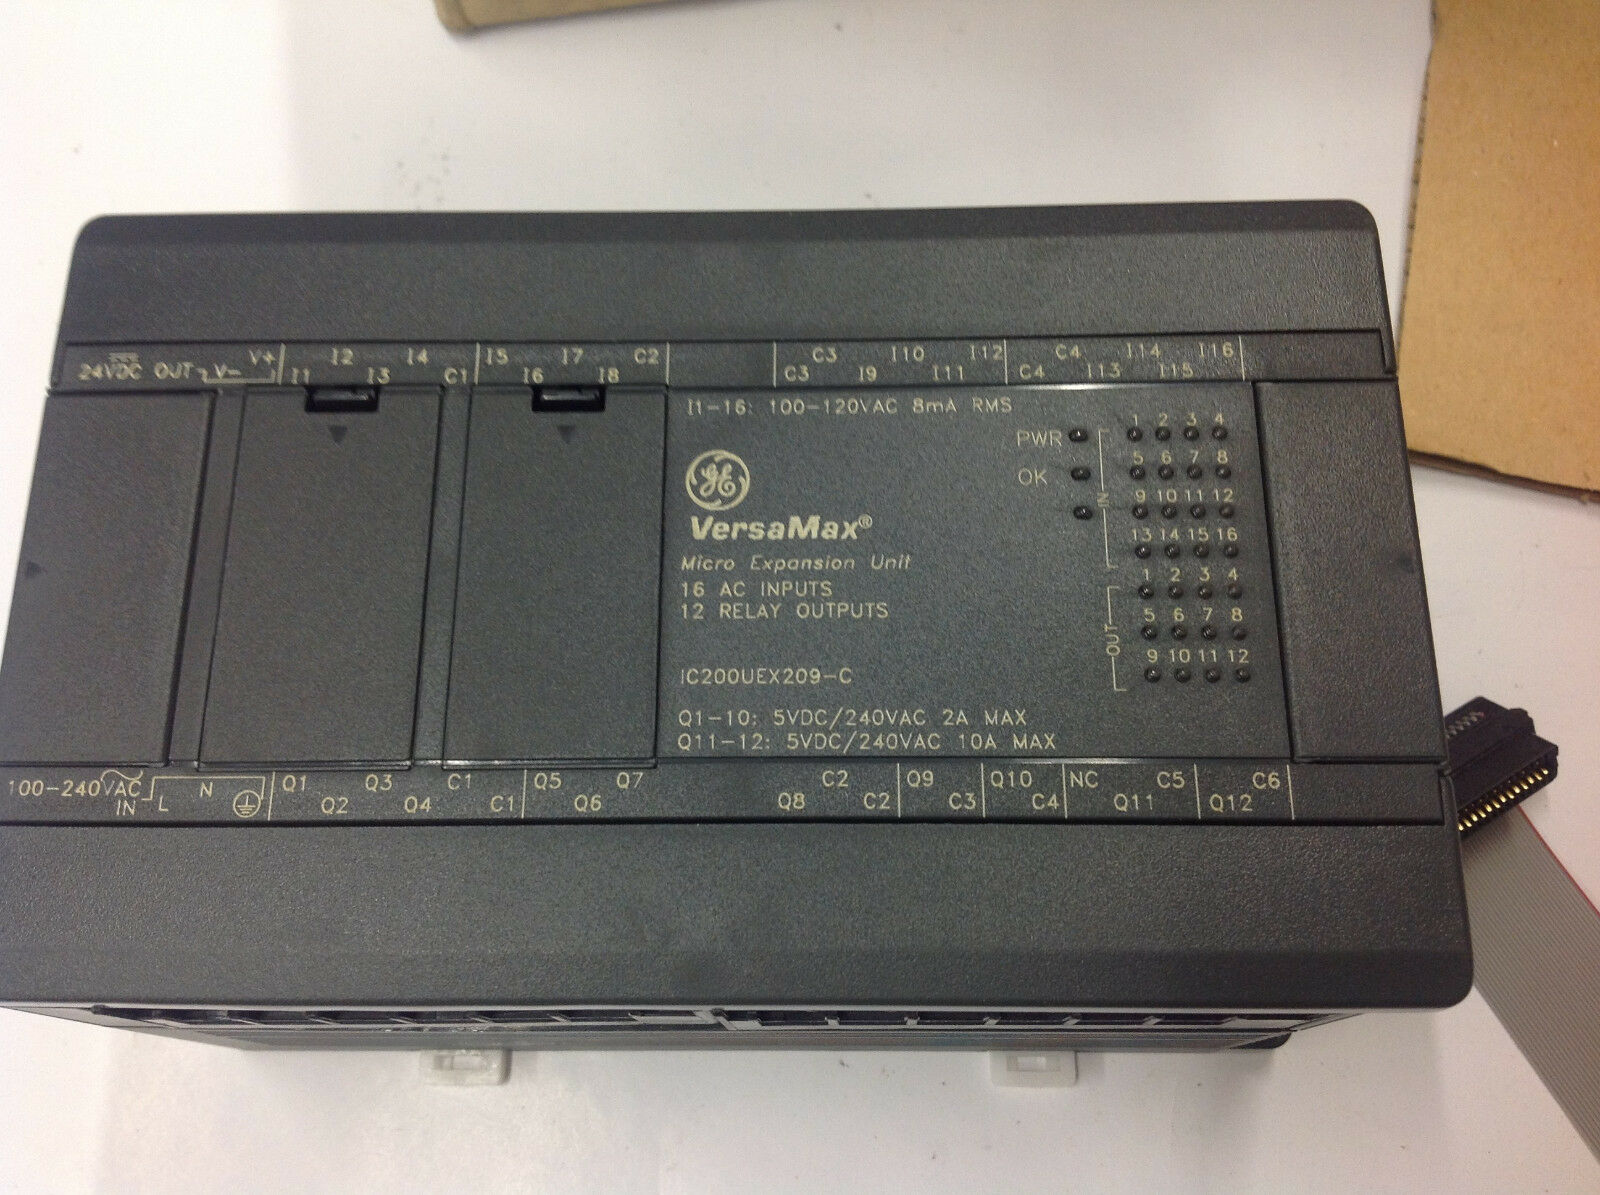 24VDC OUT V- V+ I1 I2 I3 I4 C1 I5 I6 I7 I8 C2 C3 C3 I9 I10 I11 I12 C4 C4 I13 I14 I15 I16
I1-16: 100-120VAC 8mA RMS
PWR
OK
IN
1 2 3 4
5 6 7 8
9 10 11 12
13 14 15 16
OUT
1 2 3 4
5 6 7 8
9 10 11 12
GE
VersaMax®
Micro Expansion Unit
16 AC INPUTS
12 RELAY OUTPUTS
IC200UEX209-C
Q1-10: 5VDC/240VAC 2A MAX
Q11-12: 5VDC/240VAC 10A MAX
100-240VAC IN L N Q1 Q2 Q3 Q4 C1 C1 Q5 Q6 Q7 Q8 C2 C2 Q9 C3 Q10 C4 NC Q11 C5 Q12 C6